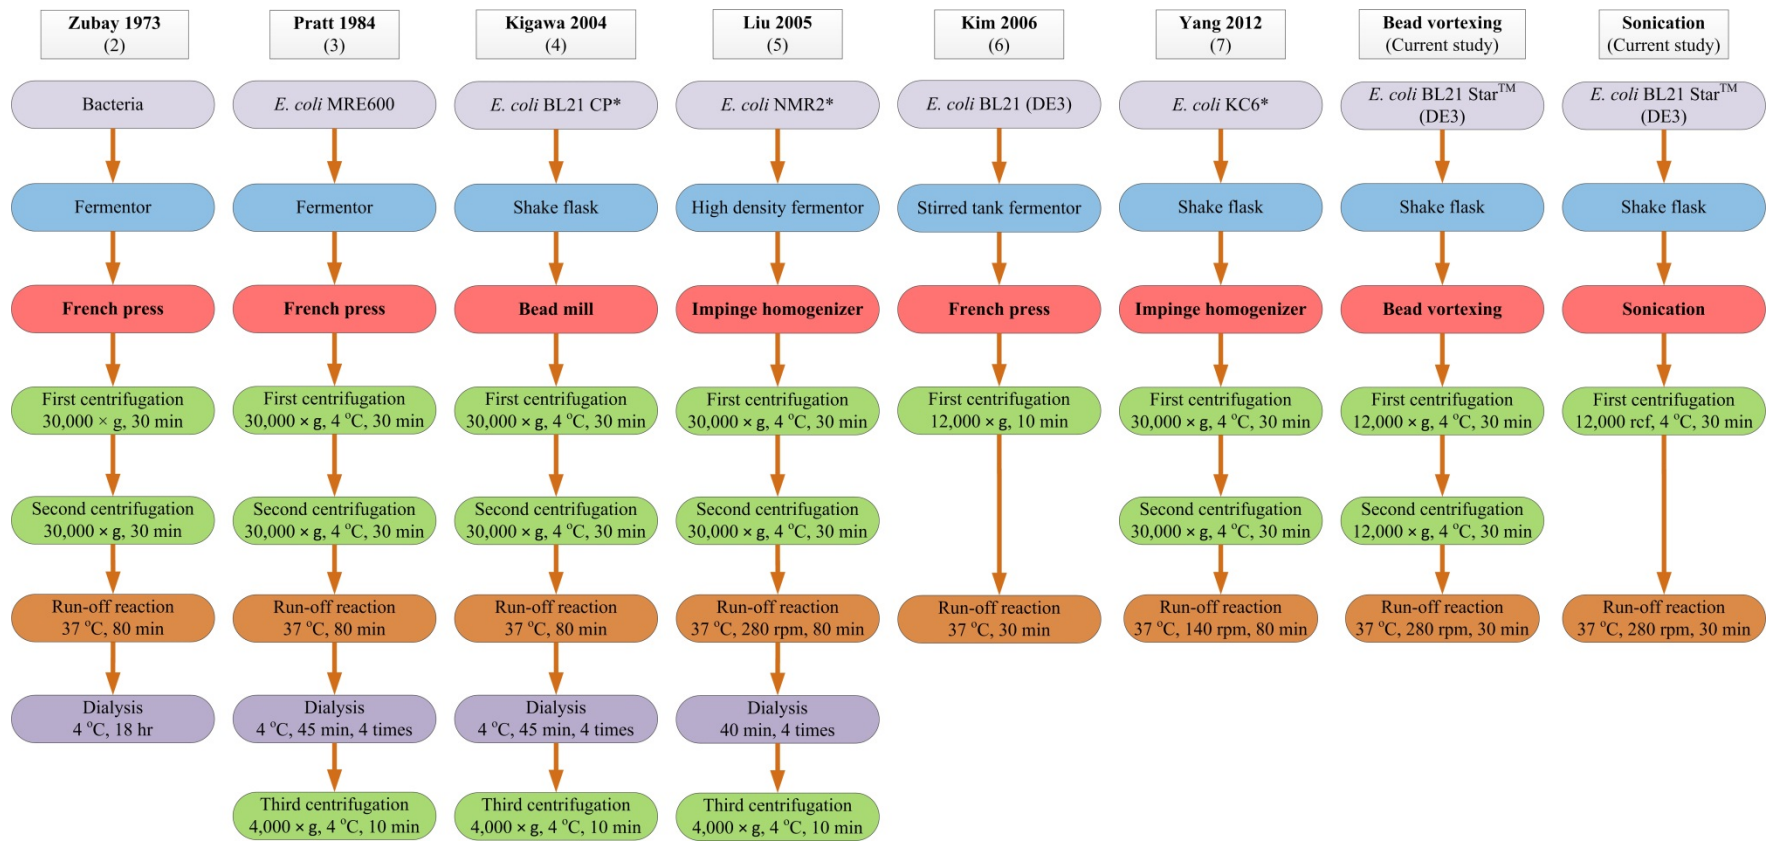 Zubay 1973
(2)
Bacteria
Fermentor
French press
First centrifugation
30,000 × g, 30 min
Second centrifugation
30,000 × g, 30 min
Run-off reaction
37 °C, 80 min
Dialysis
4 °C, 18 hr
Pratt 1984
(3)
E. coli MRE600
Fermentor
French press
First centrifugation
30,000 × g, 4 °C, 30 min
Second centrifugation
30,000 × g, 4 °C, 30 min
Run-off reaction
37 °C, 80 min
Dialysis
4 °C, 45 min, 4 times
Third centrifugation
4,000 × g, 4 °C, 10 min
Kigawa 2004
(4)
E. coli BL21 CP*
Shake flask
Bead mill
First centrifugation
30,000 × g, 4 °C, 30 min
Second centrifugation
30,000 × g, 4 °C, 30 min
Run-off reaction
37 °C, 80 min
Dialysis
4 °C, 45 min, 4 times
Third centrifugation
4,000 × g, 4 °C, 10 min
Liu 2005
(5)
E. coli NMR2*
High density fermentor
Impinge homogenizer
First centrifugation
30,000 × g, 4 °C, 30 min
Second centrifugation
30,000 × g, 4 °C, 30 min
Run-off reaction
37 °C, 280 rpm, 80 min
Dialysis
40 min, 4 times
Third centrifugation
4,000 × g, 4 °C, 10 min
Kim 2006
(6)
E. coli BL21 (DE3)
Stirred tank fermentor
French press
First centrifugation
12,000 × g, 10 min
Run-off reaction
37 °C, 30 min
Yang 2012
(7)
E. coli KC6*
Shake flask
Impinge homogenizer
First centrifugation
30,000 × g, 4 °C, 30 min
Second centrifugation
30,000 × g, 4 °C, 30 min
Run-off reaction
37 °C, 140 rpm, 80 min
Bead vortexing
(Current study)
E. coli BL21 Star™
(DE3)
Shake flask
Bead vortexing
First centrifugation
12,000 × g, 4 °C, 30 min
Second centrifugation
12,000 × g, 4 °C, 30 min
Run-off reaction
37 °C, 280 rpm, 30 min
Sonication
(Current study)
E. coli BL21 Star™
(DE3)
Shake flask
Sonication
First centrifugation
12,000 rcf, 4 °C, 30 min
Run-off reaction
37 °C, 280 rpm, 30 min